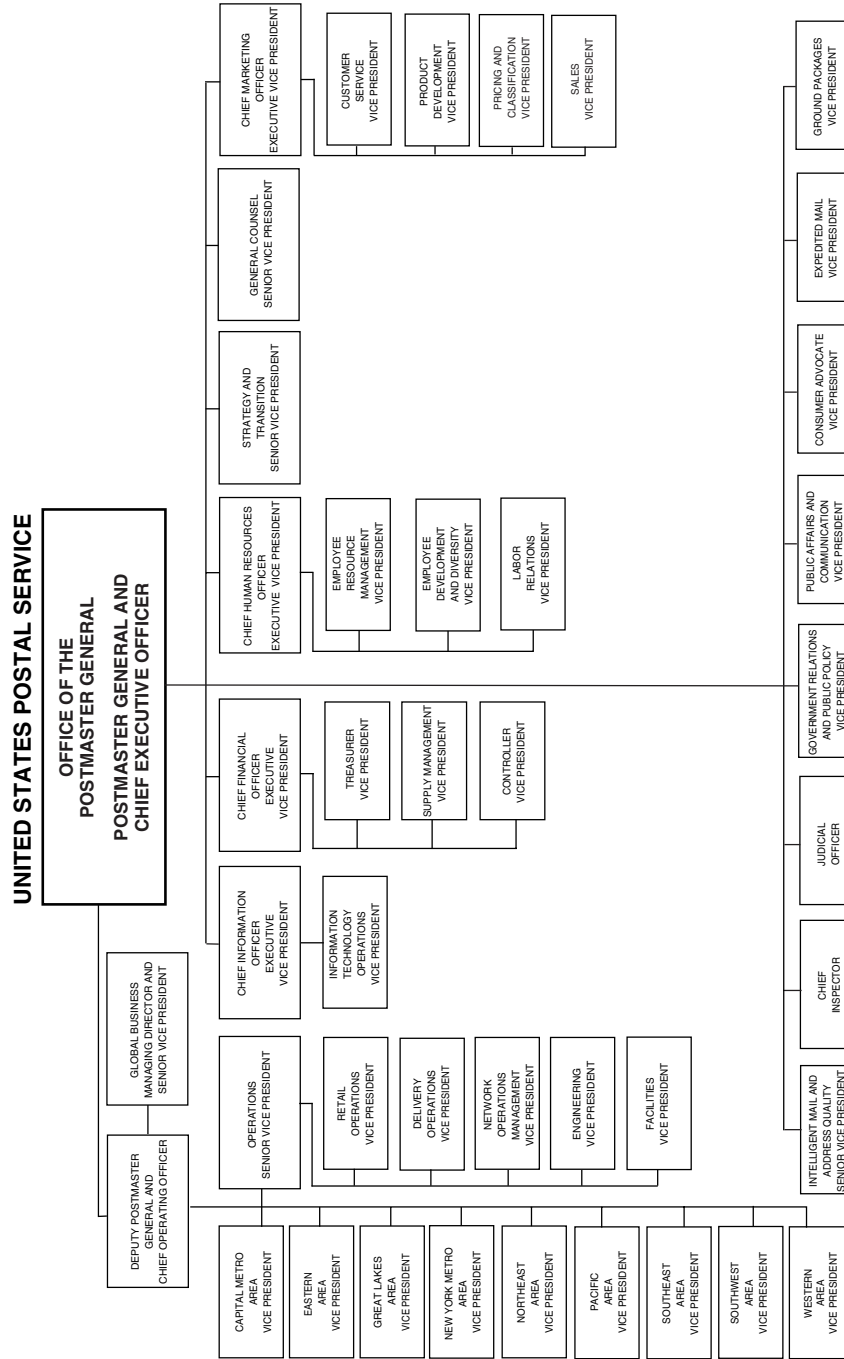 UNITED STATES POSTAL SERVICE
OFFICE OF THE
POSTMASTER GENERAL
POSTMASTER GENERAL AND
CHIEF EXECUTIVE OFFICER
DEPUTY POSTMASTER
GENERAL AND
CHIEF OPERATING OFFICER
GLOBAL BUSINESS
MANAGING DIRECTOR AND
SENIOR VICE PRESIDENT
CAPITAL METRO
AREA
VICE PRESIDENT
EASTERN
AREA
VICE PRESIDENT
GREAT LAKES
AREA
VICE PRESIDENT
NEW YORK METRO
AREA
VICE PRESIDENT
NORTHEAST
AREA
VICE PRESIDENT
PACIFIC
AREA
VICE PRESIDENT
SOUTHEAST
AREA
VICE PRESIDENT
SOUTHWEST
AREA
VICE PRESIDENT
WESTERN
AREA
VICE PRESIDENT
OPERATIONS
SENIOR VICE PRESIDENT
RETAIL
OPERATIONS
VICE PRESIDENT
DELIVERY
OPERATIONS
VICE PRESIDENT
NETWORK
OPERATIONS
MANAGEMENT
VICE PRESIDENT
ENGINEERING
VICE PRESIDENT
FACILITIES
VICE PRESIDENT
CHIEF INFORMATION
OFFICER
EXECUTIVE
VICE PRESIDENT
INFORMATION
TECHNOLOGY
OPERATIONS
VICE PRESIDENT
CHIEF FINANCIAL
OFFICER
EXECUTIVE
VICE PRESIDENT
TREASURER
VICE PRESIDENT
SUPPLY MANAGEMENT
VICE PRESIDENT
CONTROLLER
VICE PRESIDENT
CHIEF HUMAN RESOURCES
OFFICER
EXECUTIVE VICE PRESIDENT
EMPLOYEE
RESOURCE
MANAGEMENT
VICE PRESIDENT
EMPLOYEE
DEVELOPMENT
AND DIVERSITY
VICE PRESIDENT
LABOR
RELATIONS
VICE PRESIDENT
STRATEGY AND
TRANSITION
SENIOR VICE PRESIDENT
GENERAL COUNSEL
SENIOR VICE PRESIDENT
CHIEF MARKETING
OFFICER
EXECUTIVE VICE PRESIDENT
CUSTOMER
SERVICE
VICE PRESIDENT
PRODUCT
DEVELOPMENT
VICE PRESIDENT
PRICING AND
CLASSIFICATION
VICE PRESIDENT
SALES
VICE PRESIDENT
INTELLIGENT MAIL AND
ADDRESS QUALITY
SENIOR VICE PRESIDENT
CHIEF
INSPECTOR
JUDICIAL
OFFICER
GOVERNMENT RELATIONS
AND PUBLIC POLICY
VICE PRESIDENT
PUBLIC AFFAIRS AND
COMMUNICATION
VICE PRESIDENT
CONSUMER ADVOCATE
VICE PRESIDENT
EXPEDITED MAIL
VICE PRESIDENT
GROUND PACKAGES
VICE PRESIDENT